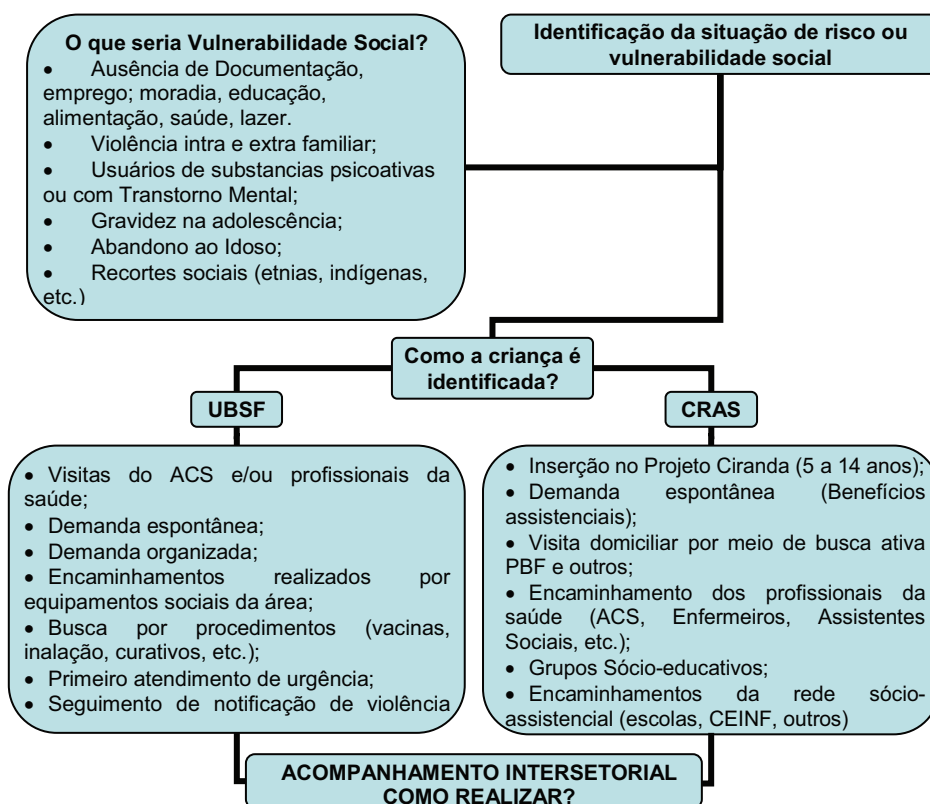 O que seria Vulnerabilidade Social?
• Ausência de Documentação,
emprego; moradia, educação,
alimentação, saúde, lazer.
• Violência intra e extra familiar;
• Usuários de substancias psicoativas
ou com Transtorno Mental;
• Gravidez na adolescência;
• Abandono ao Idoso;
• Recortes sociais (etnias, indígenas,
etc.)
Identificação da situação de risco ou
vulnerabilidade social
Como a criança é
identificada?
UBSF
• Visitas do ACS e/ou profissionais da
saúde;
• Demanda espontânea;
• Demanda organizada;
• Encaminhamentos realizados por
equipamentos sociais da área;
• Busca por procedimentos (vacinas,
inalação, curativos, etc.);
• Primeiro atendimento de urgência;
• Seguimento de notificação de violência
CRAS
• Inserção no Projeto Ciranda (5 a 14 anos);
• Demanda espontânea (Benefícios
assistenciais);
• Visita domiciliar por meio de busca ativa
PBF e outros;
• Encaminhamento dos profissionais da
saúde (ACS, Enfermeiros, Assistentes
Sociais, etc.);
• Grupos Sócio-educativos;
• Encaminhamentos da rede sócio-
assistencial (escolas, CEINF, outros)
ACOMPANHAMENTO INTERSETORIAL
COMO REALIZAR?